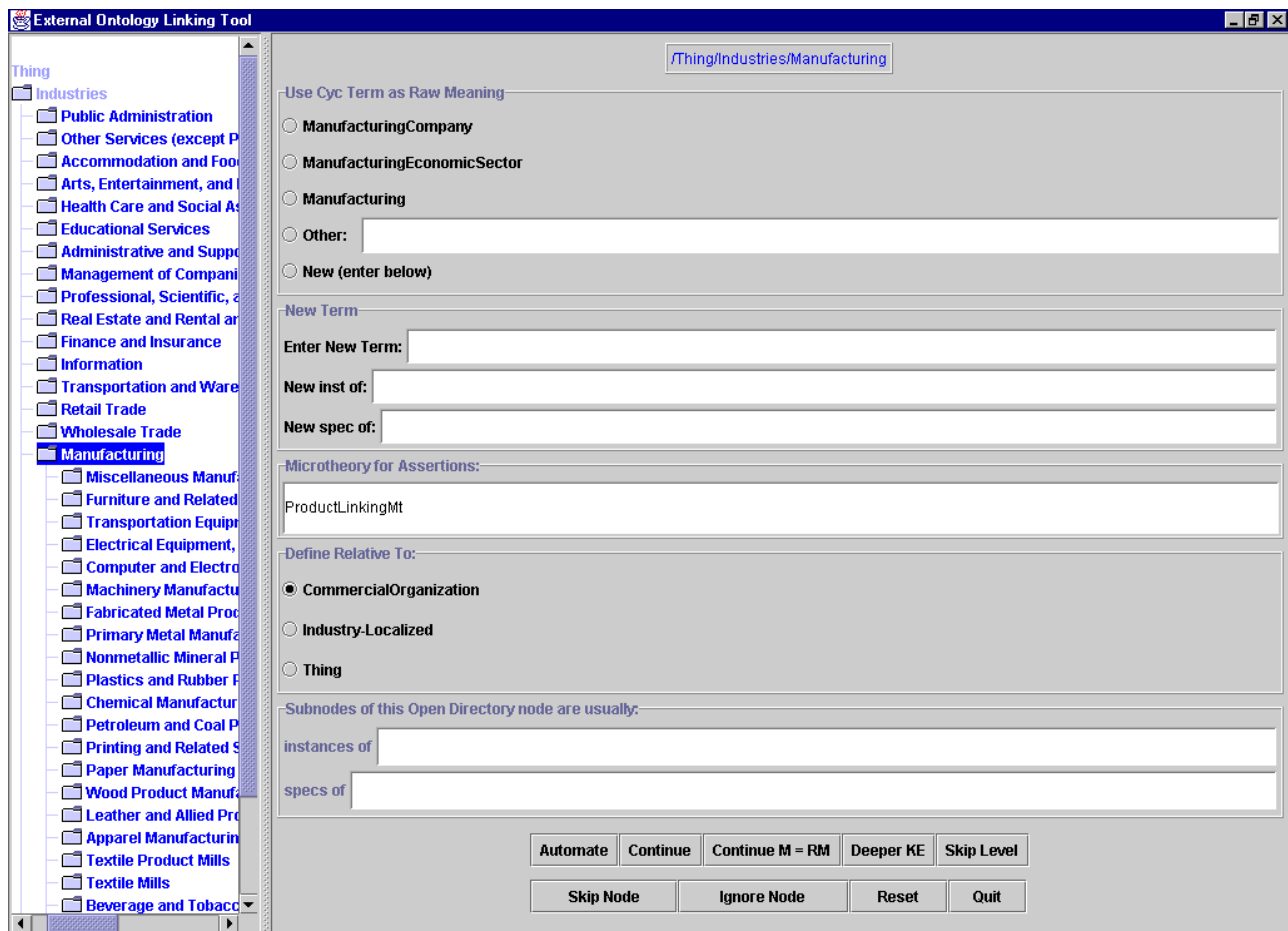 External Ontology Linking Tool
Thing
Industries
Public Administration
Other Services (except P
Accommodation and Foo
Arts, Entertainment, and
Health Care and Social As
Educational Services
Administrative and Suppo
Management of Compani
Professional, Scientific, a
Real Estate and Rental an
Finance and Insurance
Information
Transportation and Ware
Retail Trade
Wholesale Trade
Manufacturing
Miscellaneous Manufa
Furniture and Related
Transportation Equipr
Electrical Equipment,
Computer and Electro
Machinery Manufactu
Fabricated Metal Prod
Primary Metal Manufa
Nonmetallic Mineral P
Plastics and Rubber P
Chemical Manufactur
Petroleum and Coal P
Printing and Related S
Paper Manufacturing
Wood Product Manufa
Leather and Allied Pro
Apparel Manufacturin
Textile Product Mills
Textile Mills
Beverage and Tobacc
/Thing/Industries/Manufacturing
Use Cyc Term as Raw Meaning
ManufacturingCompany
ManufacturingEconomicSector
Manufacturing
Other:
New (enter below)
New Term
Enter New Term:
New inst of:
New spec of:
Microtheory for Assertions:
ProductLinkingMt
Define Relative To:
CommercialOrganization
Industry-Localized
Thing
Subnodes of this Open Directory node are usually:
instances of
specs of
Automate Continue Continue M = RM Deeper KE Skip Level
Skip Node Ignore Node Reset Quit